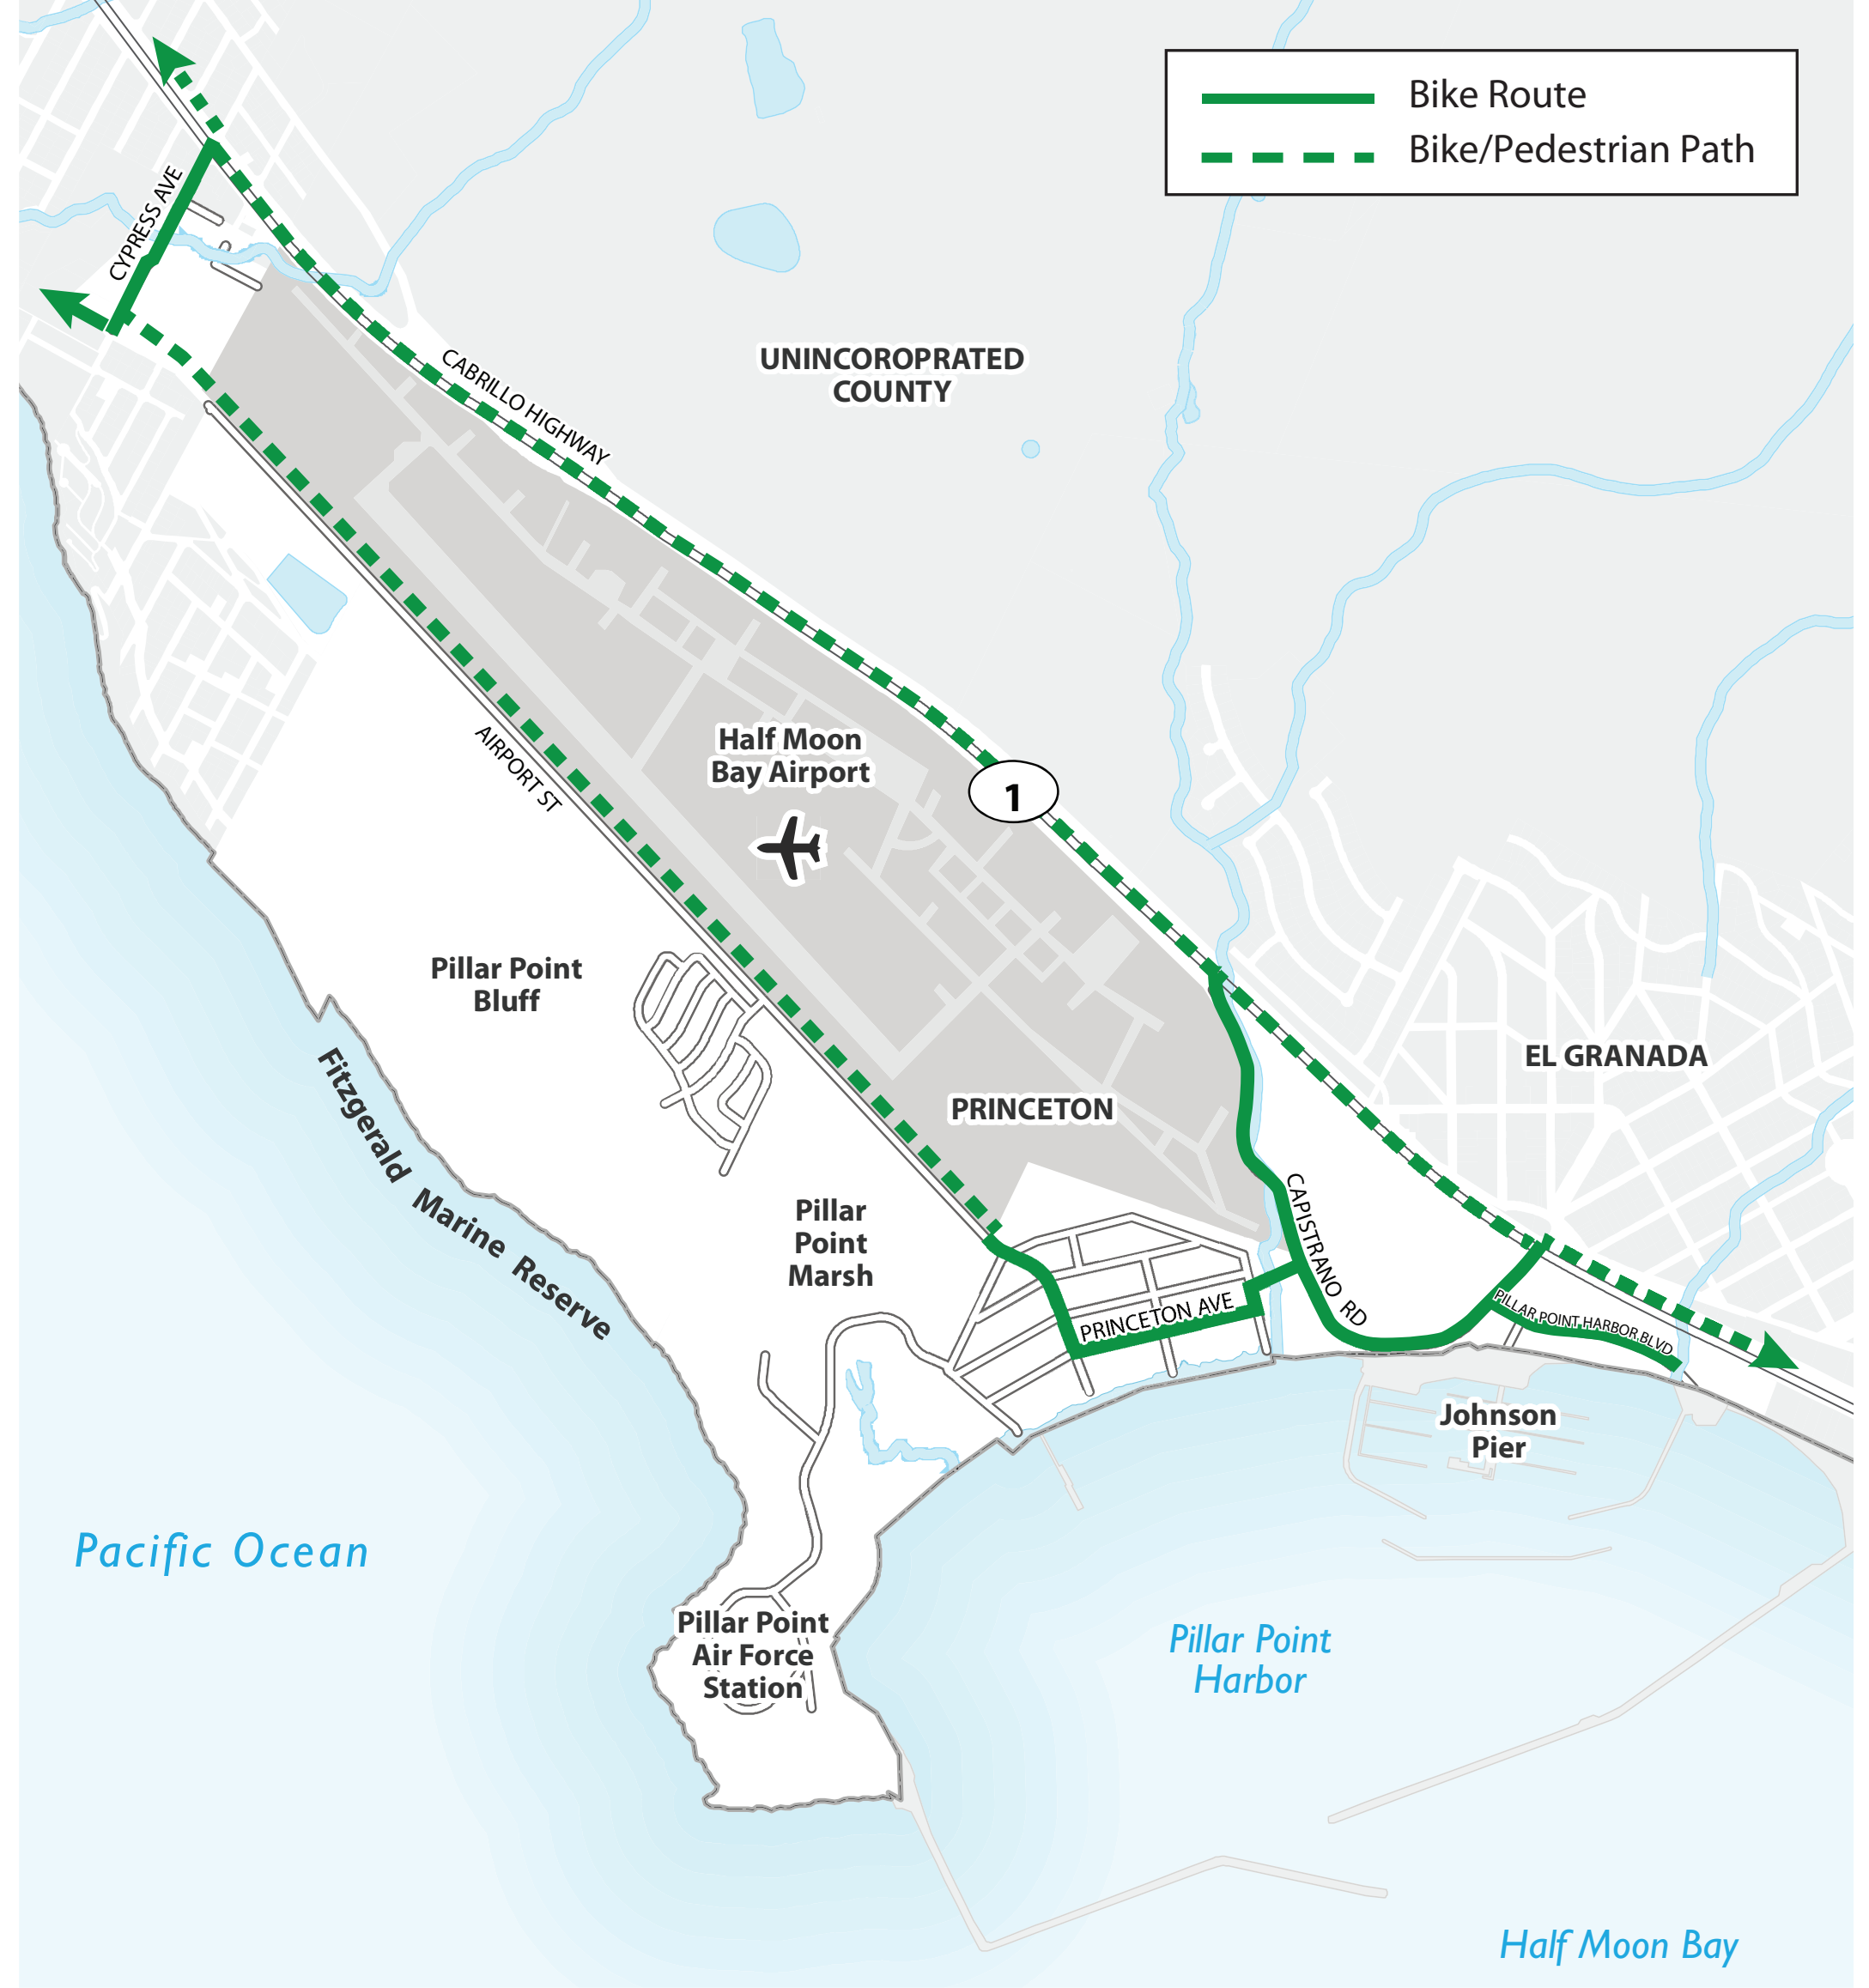 Bike Route
Bike/Pedestrian Path
CYPRESS AVE
CABRILLO HIGHWAY
UNINCOROPRATED
COUNTY
AIRPORT ST
Half Moon
Bay Airport
1
Pillar Point
Bluff
Fitzgerald Marine Reserve
EL GRANADA
PRINCETON
Pillar
Point
Marsh
CAPISTRANO RD
PRINCETON AVE
PILLAR POINT HARBOR BLVD
Johnson
Pier
Pacific Ocean
Pillar Point
Air Force
Station
Pillar Point
Harbor
Half Moon Bay